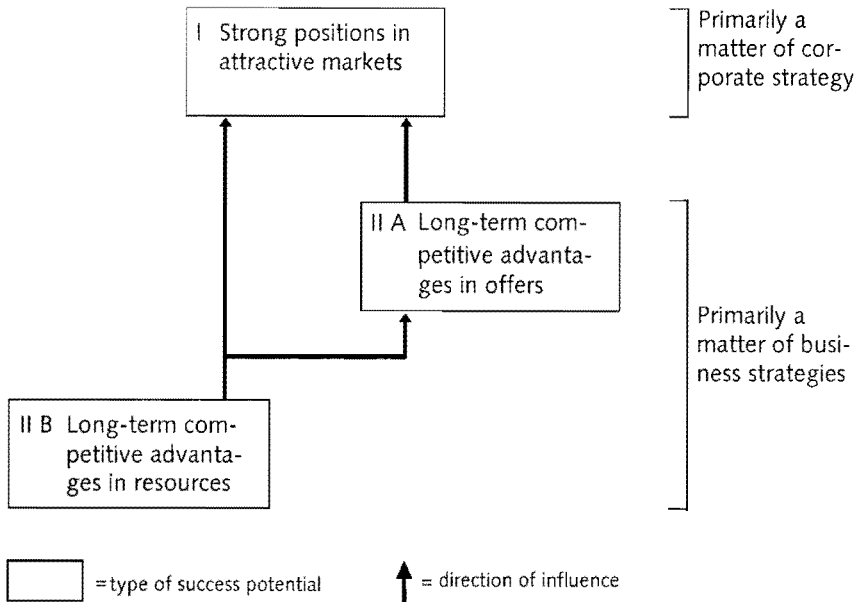 I Strong positions in
attractive markets
Primarily a
matter of cor-
porate strategy
II A Long-term com-
petitive advanta-
ges in offers
Primarily a
matter of busi-
ness strategies
II B Long-term com-
petitive advanta-
ges in resources
=type of success potential
= direction of influence